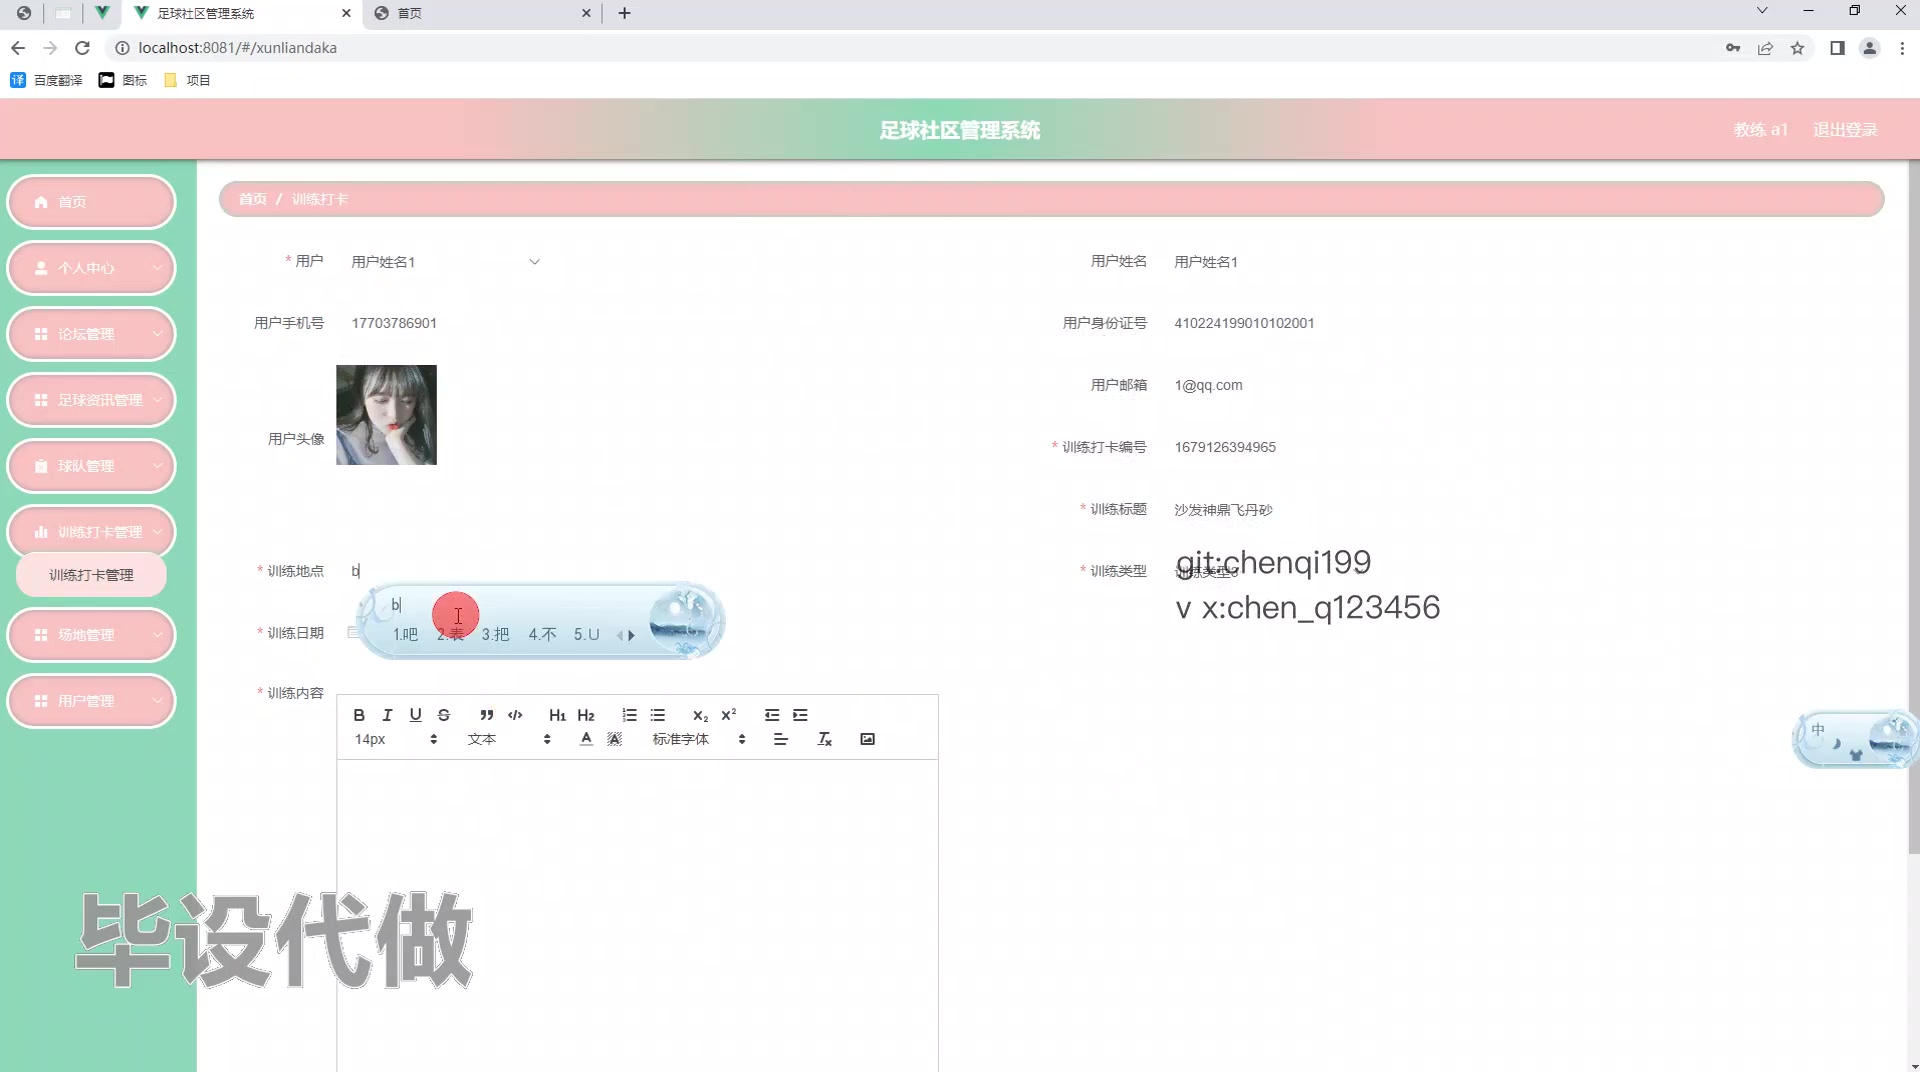 足球社区管理系统
首页
localhost:8081/#/xunliandaka
百度翻译
图标
项目
足球社区管理系统
教练 a1
退出登录
首页
个人中心
论坛管理
足球资讯管理
球队管理
训练打卡管理
训练打卡管理
场地管理
用户管理
首页 / 训练打卡
* 用户 用户姓名1
用户姓名 用户姓名1
用户手机号 17703786901
用户身份证号 410224199010102001
用户头像
用户邮箱 1@qq.com
* 训练打卡编号 1679126394965
* 训练标题 沙发神鼎飞丹砂
* 训练地点 b
* 训练类型 训练类型3
git:chenqi199
v x:chen_q123456
b
1.吧 2.表 3.把 4.不 5.U
* 训练日期
* 训练内容
B I U S H1 H2 x₂ x²
14px 文本 标准字体
中
毕设代做